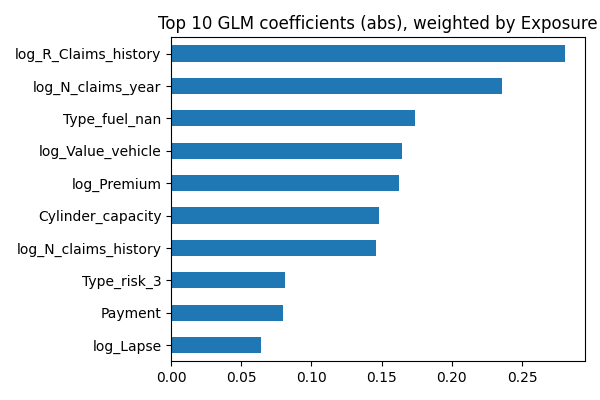 Top 10 GLM coefficients (abs), weighted by Exposure
log_R_Claims_history
log_N_claims_year
Type_fuel_nan
log_Value_vehicle
log_Premium
Cylinder_capacity
log_N_claims_history
Type_risk_3
Payment
log_Lapse
0.00 0.05 0.10 0.15 0.20 0.25